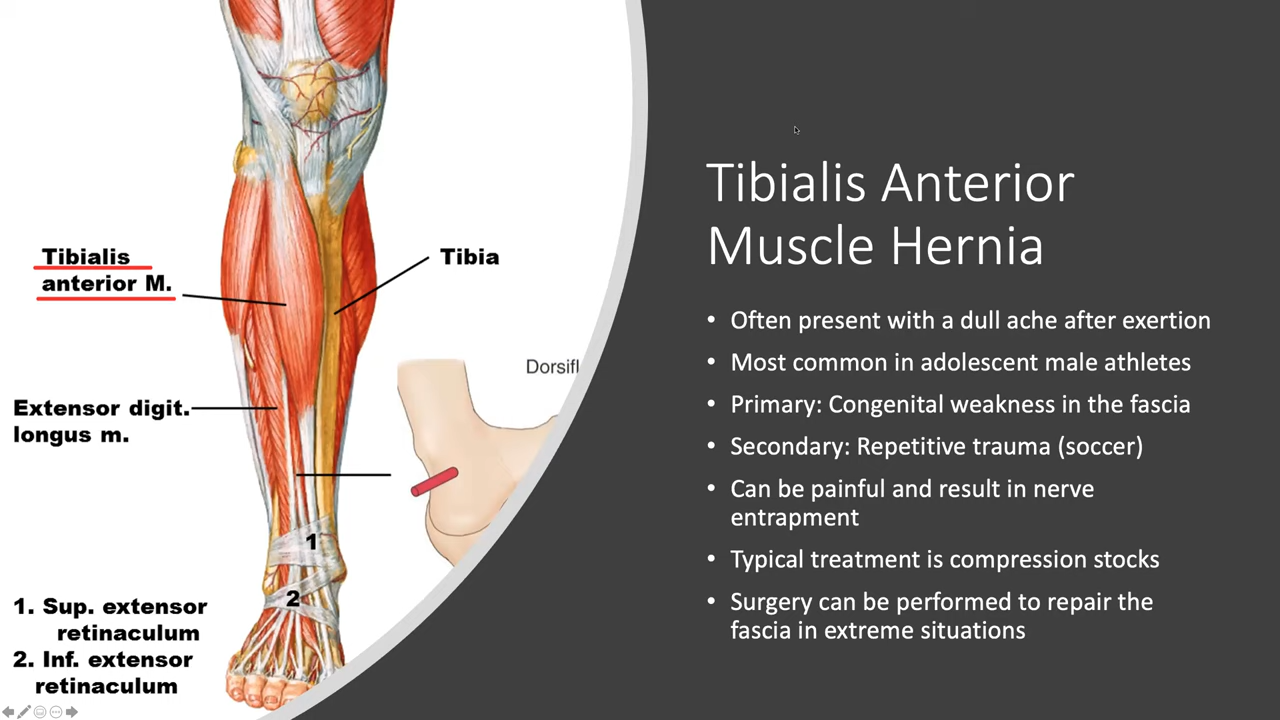 Tibialis
anterior M.
Tibia
Dorsifl
Extensor digit.
longus m.
1
2
1. Sup. extensor
retinaculum
2. Inf. extensor
retinaculum
Tibialis Anterior
Muscle Hernia
• Often present with a dull ache after exertion
• Most common in adolescent male athletes
• Primary: Congenital weakness in the fascia
• Secondary: Repetitive trauma (soccer)
• Can be painful and result in nerve
entrapment
• Typical treatment is compression stocks
• Surgery can be performed to repair the
fascia in extreme situations